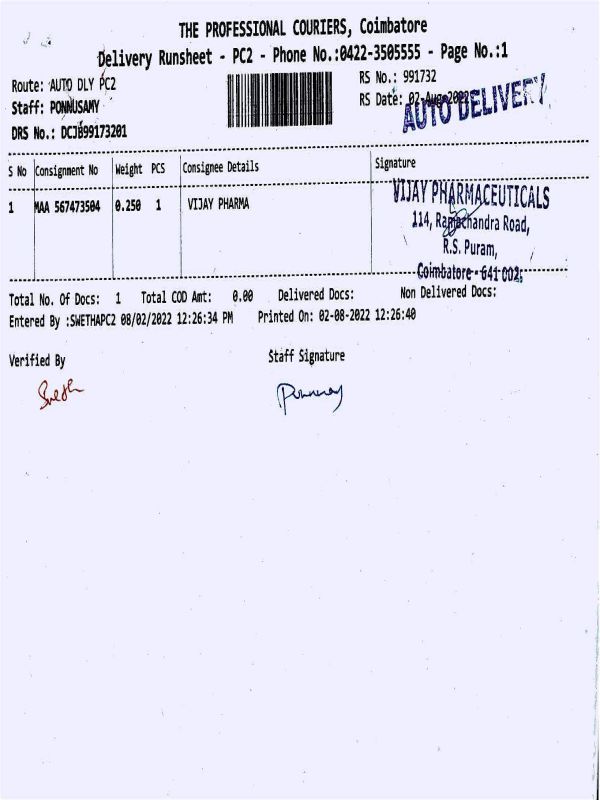 THE PROFESSIONAL COURIERS, Coimbatore
Delivery Runsheet - PC2 - Phone No.:0422-3505555 - Page No.:1
Route: AUTO DLY PC2
RS No.: 991732
Staff: PONNUSAMY
RS Date: 02-Aug-2022
AUTO DELIVERY
DRS No.: DCJB99173201
S No Consignment No Weight PCS Consignee Details Signature
1 MAA 567473504 0.250 1 VIJAY PHARMA
VIJAY PHARMACEUTICALS
114, Ramachandra Road,
R.S. Puram,
Coimbatore - 641 002.
Total No. Of Docs: 1 Total COD Amt: 0.00 Delivered Docs: Non Delivered Docs:
Entered By :SWETHAPC2 08/02/2022 12:26:34 PM Printed On: 02-08-2022 12:26:40
Verified By Staff Signature